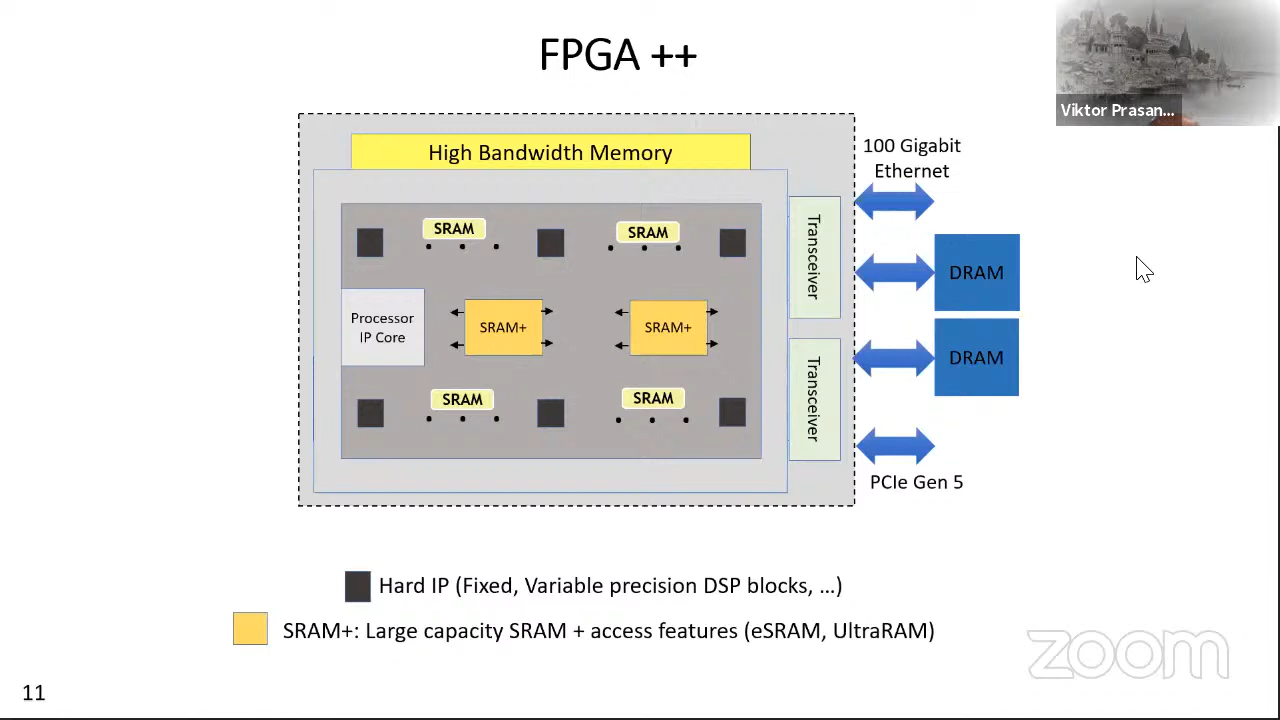 FPGA ++
Viktor Prasan...
High Bandwidth Memory
100 Gigabit
Ethernet
SRAM
SRAM
Transceiver
DRAM
Processor
IP Core
SRAM+
SRAM+
DRAM
Transceiver
SRAM
SRAM
PCIe Gen 5
Hard IP (Fixed, Variable precision DSP blocks, ...)
SRAM+: Large capacity SRAM + access features (eSRAM, UltraRAM)
zoom
11